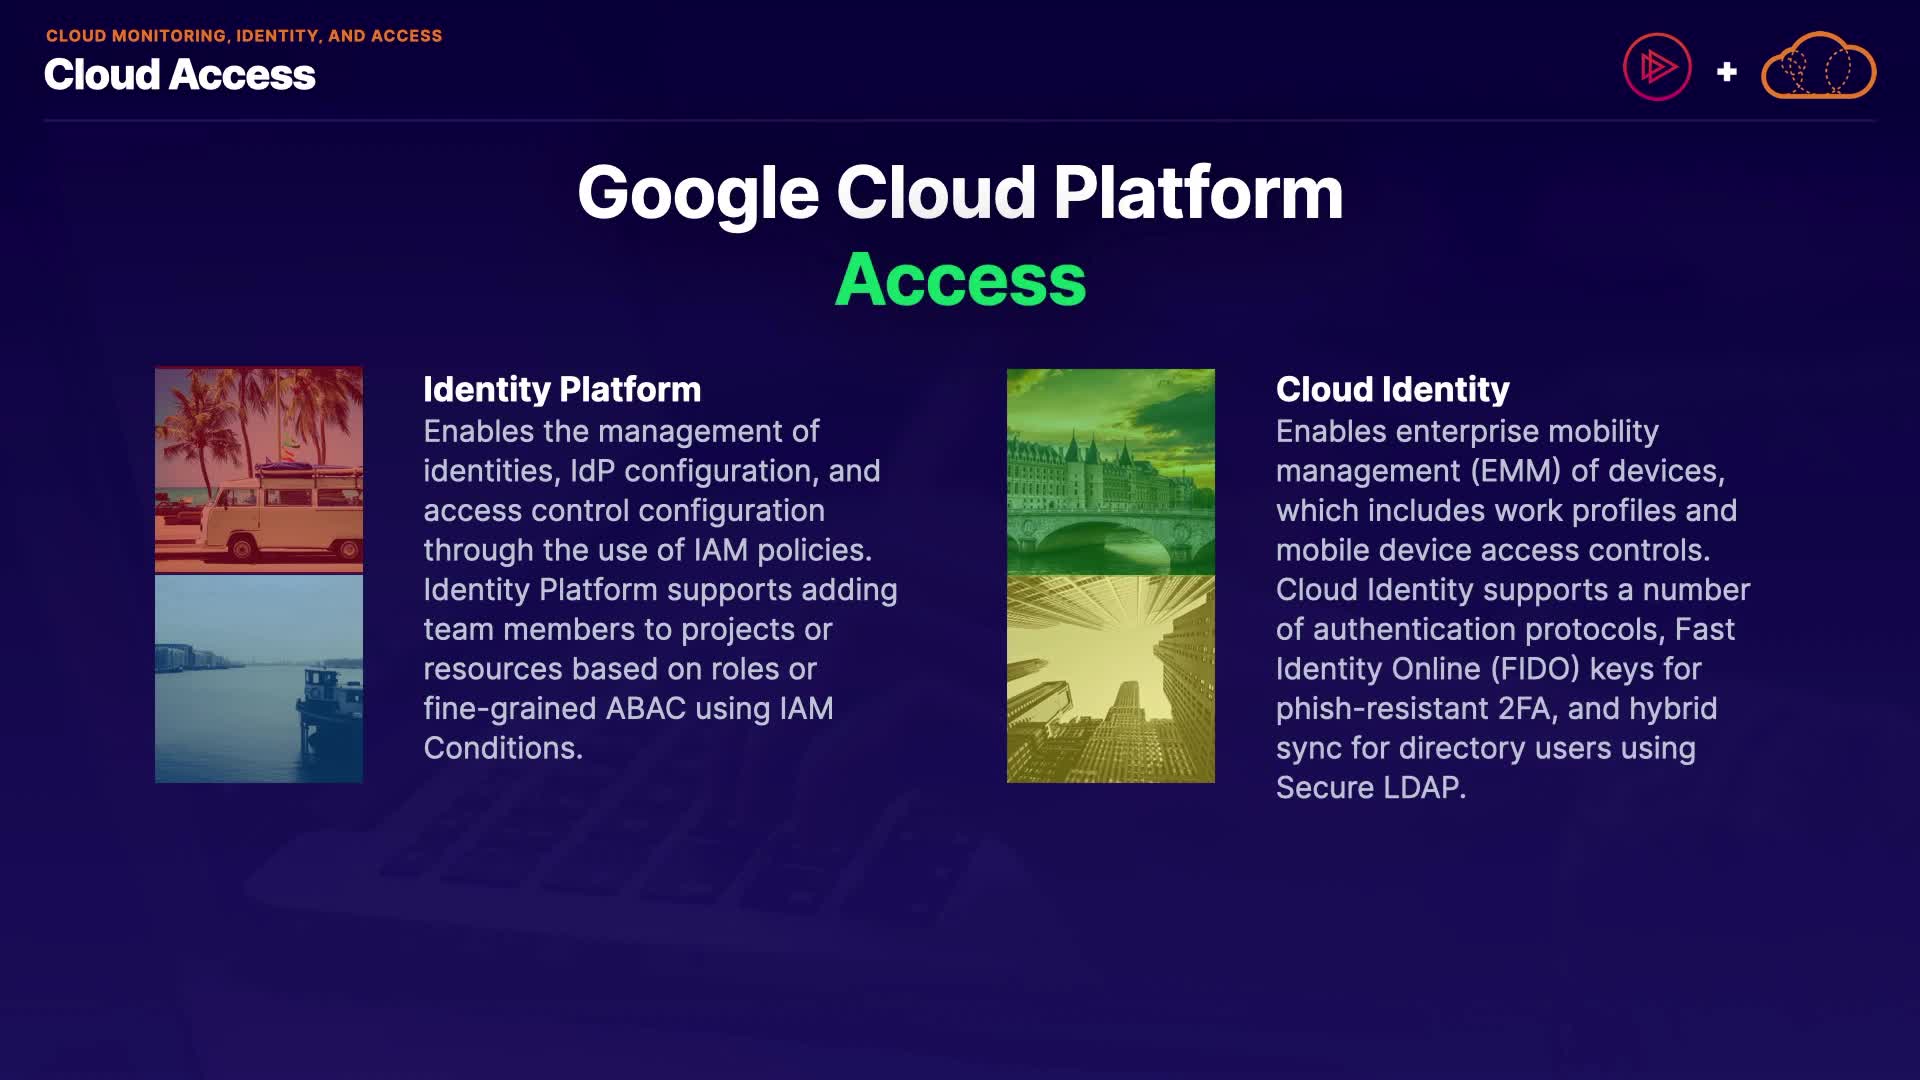 CLOUD MONITORING, IDENTITY, AND ACCESS
Cloud Access
Google Cloud Platform
Access
Identity Platform
Enables the management of
identities, IdP configuration, and
access control configuration
through the use of IAM policies.
Identity Platform supports adding
team members to projects or
resources based on roles or
fine-grained ABAC using IAM
Conditions.
Cloud Identity
Enables enterprise mobility
management (EMM) of devices,
which includes work profiles and
mobile device access controls.
Cloud Identity supports a number
of authentication protocols, Fast
Identity Online (FIDO) keys for
phish-resistant 2FA, and hybrid
sync for directory users using
Secure LDAP.